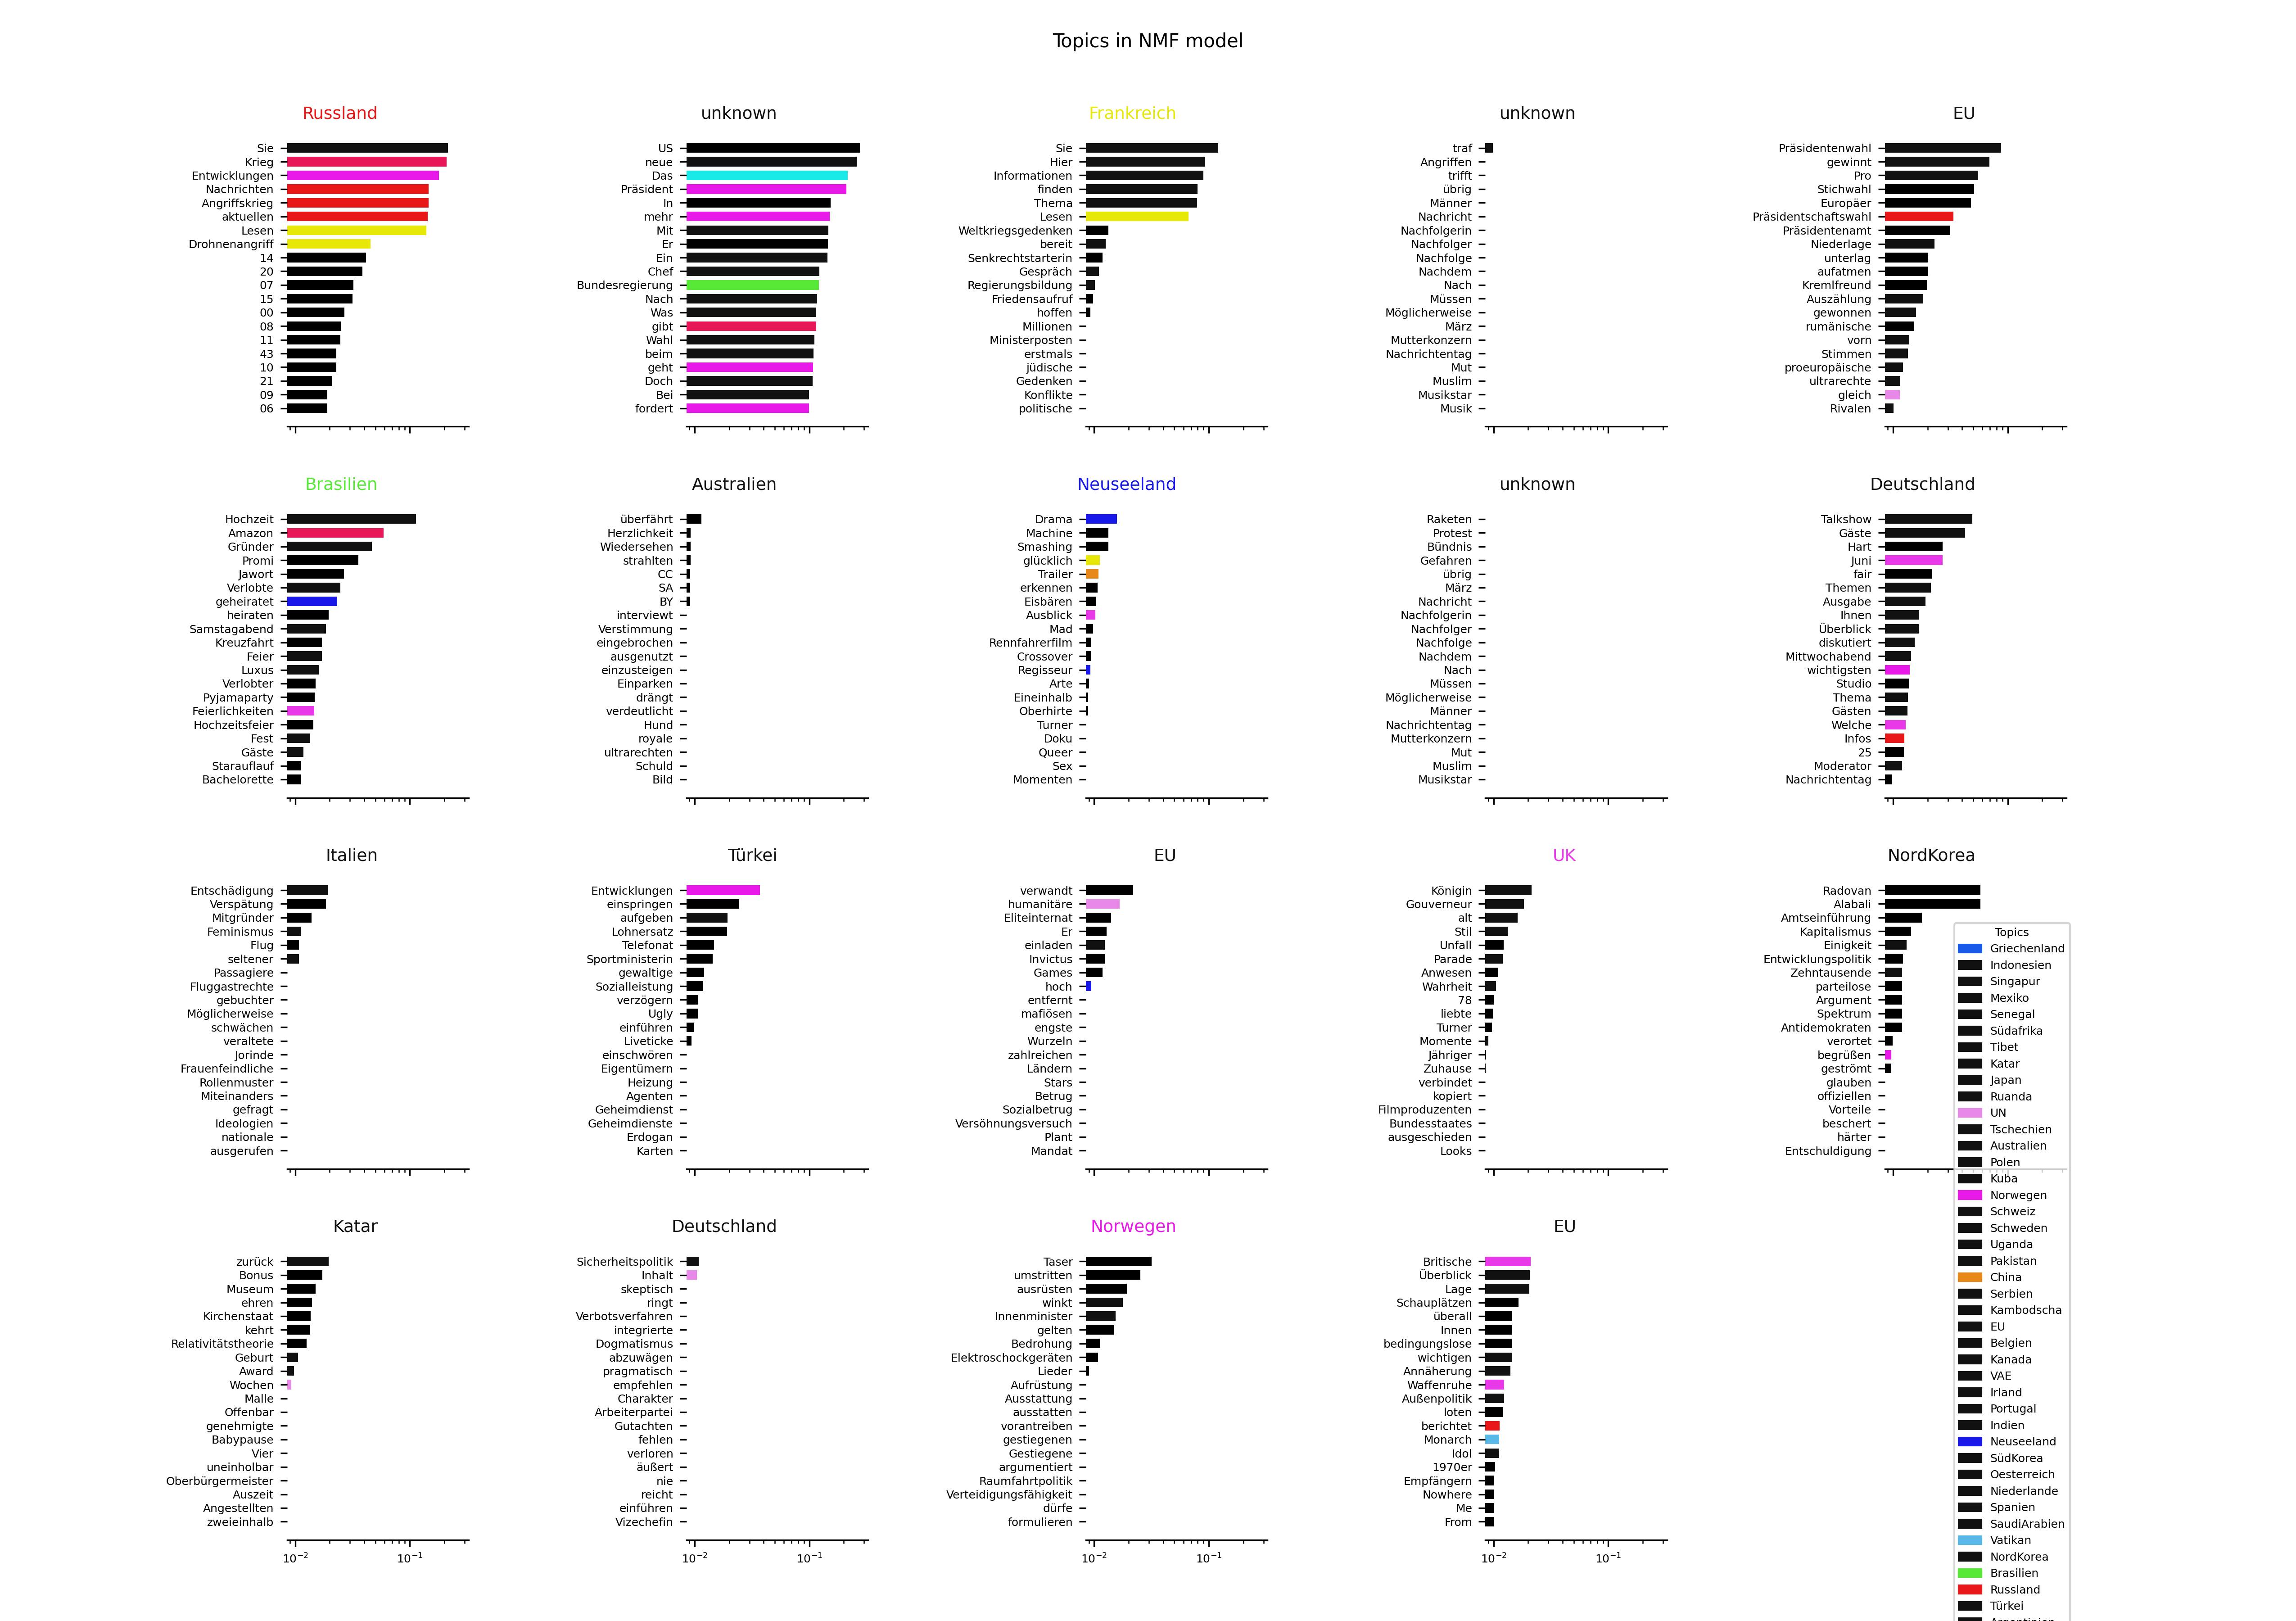 Topics in NMF model
Russland
Sie
Krieg
Entwicklungen
Nachrichten
Angriffskrieg
aktuellen
Lesen
Drohnenangriff
14
20
07
15
00
08
11
43
10
21
09
06
unknown
US
neue
Das
Präsident
In
mehr
Mit
Er
Ein
Chef
Bundesregierung
Nach
Was
gibt
Wahl
beim
geht
Doch
Bei
fordert
Frankreich
Sie
Hier
Informationen
finden
Thema
Lesen
Weltkriegsgedenken
bereit
Senkrechtstarterin
Gespräch
Regierungsbildung
Friedensaufruf
hoffen
Millionen
Ministerposten
erstmals
jüdische
Gedenken
Konflikte
politische
unknown
traf
Angriffen
trifft
übrig
Männer
Nachricht
Nachfolgerin
Nachfolger
Nachfolge
Nachdem
Nach
Müssen
Möglicherweise
März
Mutterkonzern
Nachrichtentag
Mut
Muslim
Musikstar
Musik
EU
Präsidentenwahl
gewinnt
Pro
Stichwahl
Europäer
Präsidentschaftswahl
Präsidentenamt
Niederlage
unterlag
aufatmen
Kremlfreund
Auszählung
gewonnen
rumänische
vorn
Stimmen
proeuropäische
ultrarechte
gleich
Rivalen
Brasilien
Hochzeit
Amazon
Gründer
Promi
Jawort
Verlobte
geheiratet
heiraten
Samstagabend
Kreuzfahrt
Feier
Luxus
Verlobter
Pyjamaparty
Feierlichkeiten
Hochzeitsfeier
Fest
Gäste
Starauflauf
Bachelorette
Australien
überfährt
Herzlichkeit
Wiedersehen
strahlten
CC
SA
BY
interviewt
Verstimmung
eingebrochen
ausgenutzt
einzusteigen
Einparken
drängt
verdeutlicht
Hund
royale
ultrarechten
Schuld
Bild
Neuseeland
Drama
Machine
Smashing
glücklich
Trailer
erkennen
Eisbären
Ausblick
Mad
Rennfahrerfilm
Crossover
Regisseur
Arte
Eineinhalb
Oberhirte
Turner
Doku
Queer
Sex
Momenten
unknown
Raketen
Protest
Bündnis
Gefahren
übrig
März
Nachricht
Nachfolgerin
Nachfolger
Nachfolge
Nachdem
Nach
Müssen
Möglicherweise
Männer
Nachrichtentag
Mutterkonzern
Mut
Muslim
Musikstar
Deutschland
Talkshow
Gäste
Hart
Juni
fair
Themen
Ausgabe
Ihnen
Überblick
diskutiert
Mittwochabend
wichtigsten
Studio
Thema
Gästen
Welche
Infos
25
Moderator
Nachrichtentag
Italien
Entschädigung
Verspätung
Mitgründer
Feminismus
Flug
seltener
Passagiere
Fluggastrechte
gebuchter
Möglicherweise
schwächen
veraltete
Jorinde
Frauenfeindliche
Rollenmuster
Miteinanders
gefragt
Ideologien
nationale
ausgerufen
Türkei
Entwicklungen
einspringen
aufgeben
Lohnersatz
Telefonat
Sportministerin
gewaltige
Sozialleistung
verzögern
Ugly
einführen
Liveticke
einschwören
Eigentümern
Heizung
Agenten
Geheimdienst
Geheimdienste
Erdogan
Karten
EU
verwandt
humanitäre
Eliteinternat
Er
einladen
Invictus
Games
hoch
entfernt
mafiösen
engste
Wurzeln
zahlreichen
Ländern
Stars
Betrug
Sozialbetrug
Versöhnungsversuch
Plant
Mandat
UK
Königin
Gouverneur
alt
Stil
Unfall
Parade
Anwesen
Wahrheit
78
liebte
Turner
Momente
Jähriger
Zuhause
verbindet
kopiert
Filmproduzenten
Bundesstaates
ausgeschieden
Looks
NordKorea
Radovan
Alabali
Amtseinführung
Kapitalismus
Einigkeit
Entwicklungspolitik
Zehntausende
parteilose
Argument
Spektrum
Antidemokraten
verortet
begrüßen
geströmt
glauben
offiziellen
Vorteile
beschert
härter
Entschuldigung
Katar
zurück
Bonus
Museum
ehren
Kirchenstaat
kehrt
Relativitätstheorie
Geburt
Award
Wochen
Malle
Offenbar
genehmigte
Babypause
Vier
uneinholbar
Oberbürgermeister
Auszeit
Angestellten
zweieinhalb
10⁻² 10⁻¹
Deutschland
Sicherheitspolitik
Inhalt
skeptisch
ringt
Verbotsverfahren
integrierte
Dogmatismus
abzuwägen
pragmatisch
empfehlen
Charakter
Arbeiterpartei
Gutachten
fehlen
verloren
äußert
nie
reicht
einführen
Vizechefin
10⁻² 10⁻¹
Norwegen
Taser
umstritten
ausrüsten
winkt
Innenminister
gelten
Bedrohung
Elektroschockgeräten
Lieder
Aufrüstung
Ausstattung
ausstatten
vorantreiben
gestiegenen
Gestiegene
argumentiert
Raumfahrtpolitik
Verteidigungsfähigkeit
dürfe
formulieren
10⁻² 10⁻¹
EU
Britische
Überblick
Lage
Schauplätzen
überall
Innen
bedingungslose
wichtigen
Annäherung
Waffenruhe
Außenpolitik
loten
berichtet
Monarch
Idol
1970er
Empfängern
Nowhere
Me
From
10⁻² 10⁻¹
Topics
Griechenland
Indonesien
Singapur
Mexiko
Senegal
Südafrika
Tibet
Katar
Japan
Ruanda
UN
Tschechien
Australien
Polen
Kuba
Norwegen
Schweiz
Schweden
Uganda
Pakistan
China
Serbien
Kambodscha
EU
Belgien
Kanada
VAE
Irland
Portugal
Indien
Neuseeland
SüdKorea
Oesterreich
Niederlande
Spanien
SaudiArabien
Vatikan
NordKorea
Brasilien
Russland
Türkei